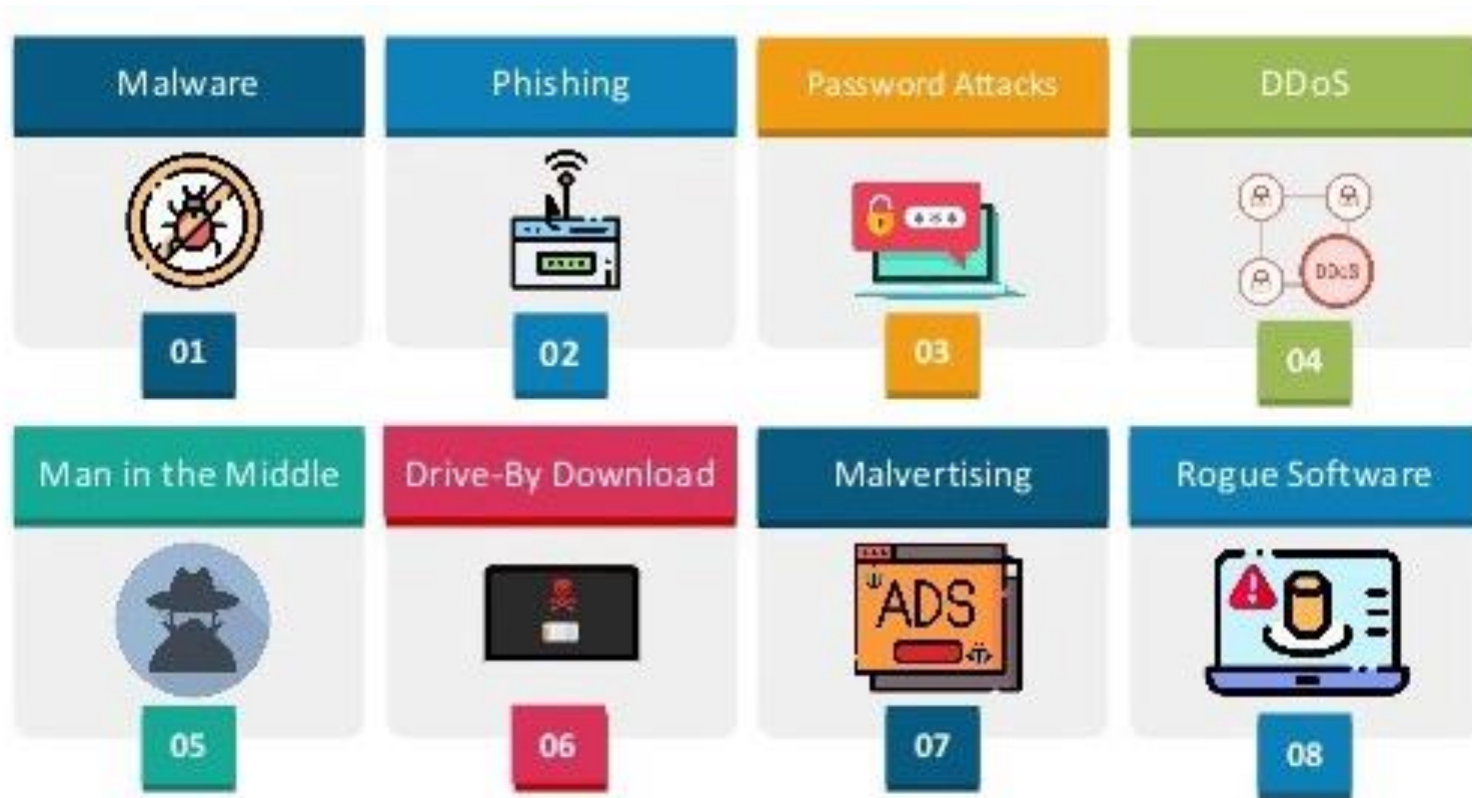 Malware
Phishing
Password Attacks
DDoS
DDoS
01
02
03
04
Man in the Middle
Drive-By Download
Malvertising
Rogue Software
ADS
05
06
07
08